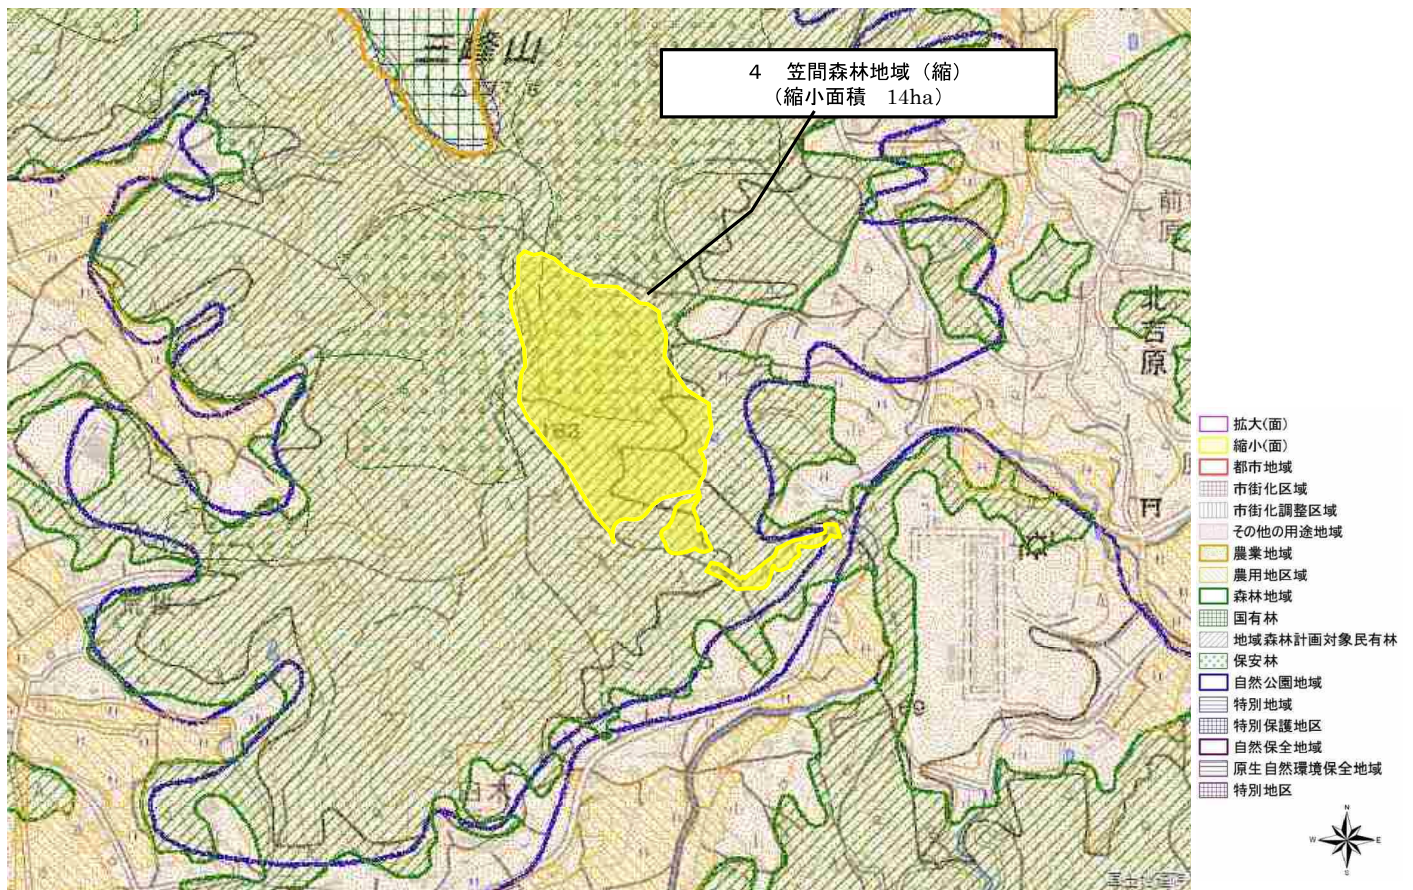 三ノ山
4　笠間森林地域（縮）
（縮小面積　14ha）
前原
北吉原
183
69
白木
拡大(面)
縮小(面)
都市地域
市街化区域
市街化調整区域
その他の用途地域
農業地域
農用地区域
森林地域
国有林
地域森林計画対象民有林
保安林
自然公園地域
特別地域
特別保護地区
自然保全地域
原生自然環境保全地域
特別地区
N
W
E
S